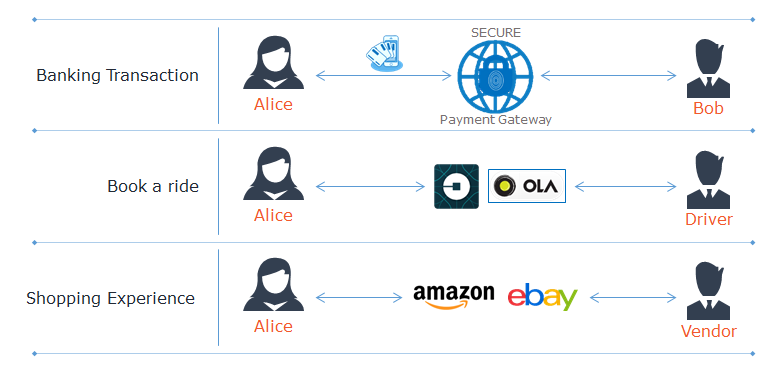 SECURE
Banking Transaction
Alice
Payment Gateway
Bob
Book a ride
OLA
Alice
Driver
Shopping Experience
amazon
ebay
Alice
Vendor